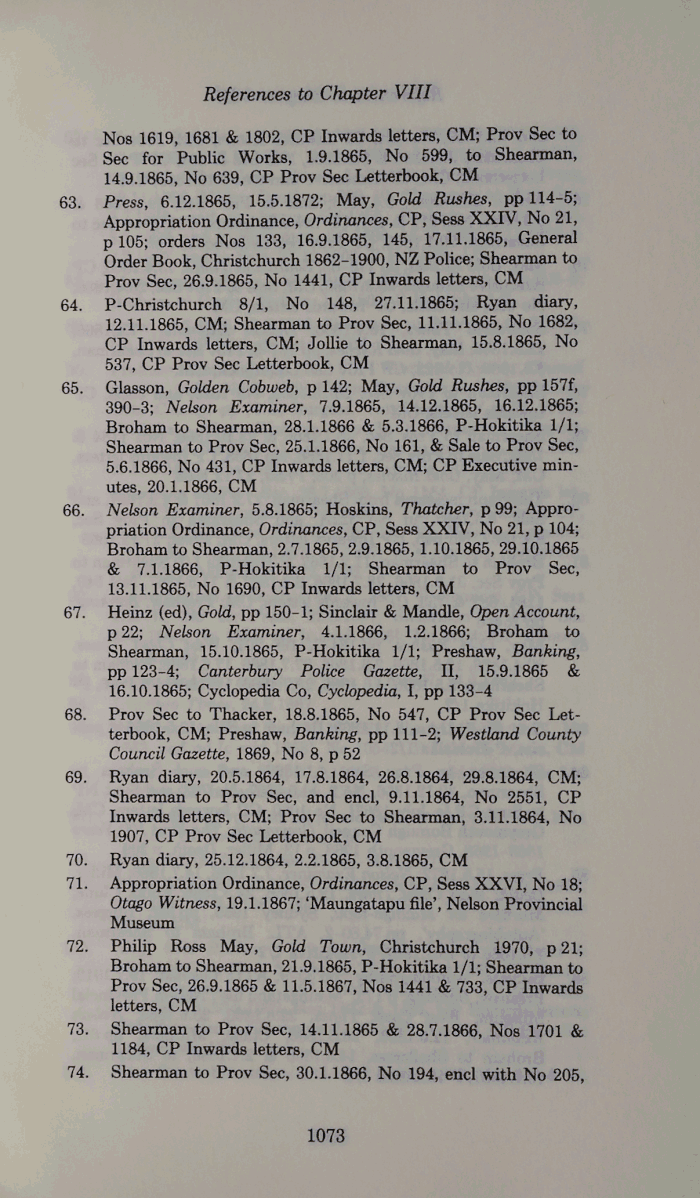 References to Chapter VIII
Nos 1619, 1681 & 1802, CP Inwards letters, CM; Prov Sec to
Sec for Public Works, 1.9.1865, No 599, to Shearman,
14.9.1865, No 639, CP Prov Sec Letterbook, CM
63. Press, 6.12.1865, 15.5.1872; May, Gold Rushes, pp 114–5;
Appropriation Ordinance, Ordinances, CP, Sess XXIV, No 21,
p 105; orders Nos 133, 16.9.1865, 145, 17.11.1865, General
Order Book, Christchurch 1862–1900, NZ Police; Shearman to
Prov Sec, 26.9.1865, No 1441, CP Inwards letters, CM
64. P-Christchurch 8/1, No 148, 27.11.1865; Ryan diary,
12.11.1865, CM; Shearman to Prov Sec, 11.11.1865, No 1682,
CP Inwards letters, CM; Jollie to Shearman, 15.8.1865, No
537, CP Prov Sec Letterbook, CM
65. Glasson, Golden Cobweb, p 142; May, Gold Rushes, pp 157f,
390–3; Nelson Examiner, 7.9.1865, 14.12.1865, 16.12.1865;
Broham to Shearman, 28.1.1866 & 5.3.1866, P-Hokitika 1/1;
Shearman to Prov Sec, 25.1.1866, No 161, & Sale to Prov Sec,
5.6.1866, No 431, CP Inwards letters, CM; CP Executive min-
utes, 20.1.1866, CM
66. Nelson Examiner, 5.8.1865; Hoskins, Thatcher, p 99; Appro-
priation Ordinance, Ordinances, CP, Sess XXIV, No 21, p 104;
Broham to Shearman, 2.7.1865, 2.9.1865, 1.10.1865, 29.10.1865
& 7.1.1866, P-Hokitika 1/1; Shearman to Prov Sec,
13.11.1865, No 1690, CP Inwards letters, CM
67. Heinz (ed), Gold, pp 150–1; Sinclair & Mandle, Open Account,
p 22; Nelson Examiner, 4.1.1866, 1.2.1866; Broham to
Shearman, 15.10.1865, P-Hokitika 1/1; Preshaw, Banking,
pp 123–4; Canterbury Police Gazette, II, 15.9.1865 &
16.10.1865; Cyclopedia Co, Cyclopedia, I, pp 133–4
68. Prov Sec to Thacker, 18.8.1865, No 547, CP Prov Sec Let-
terbook, CM; Preshaw, Banking, pp 111–2; Westland County
Council Gazette, 1869, No 8, p 52
69. Ryan diary, 20.5.1864, 17.8.1864, 26.8.1864, 29.8.1864, CM;
Shearman to Prov Sec, and encl, 9.11.1864, No 2551, CP
Inwards letters, CM; Prov Sec to Shearman, 3.11.1864, No
1907, CP Prov Sec Letterbook, CM
70. Ryan diary, 25.12.1864, 2.2.1865, 3.8.1865, CM
71. Appropriation Ordinance, Ordinances, CP, Sess XXVI, No 18;
Otago Witness, 19.1.1867; ‘Maungatapu file’, Nelson Provincial
Museum
72. Philip Ross May, Gold Town, Christchurch 1970, p 21;
Broham to Shearman, 21.9.1865, P-Hokitika 1/1; Shearman to
Prov Sec, 26.9.1865 & 11.5.1867, Nos 1441 & 733, CP Inwards
letters, CM
73. Shearman to Prov Sec, 14.11.1865 & 28.7.1866, Nos 1701 &
1184, CP Inwards letters, CM
74. Shearman to Prov Sec, 30.1.1866, No 194, encl with No 205,
1073